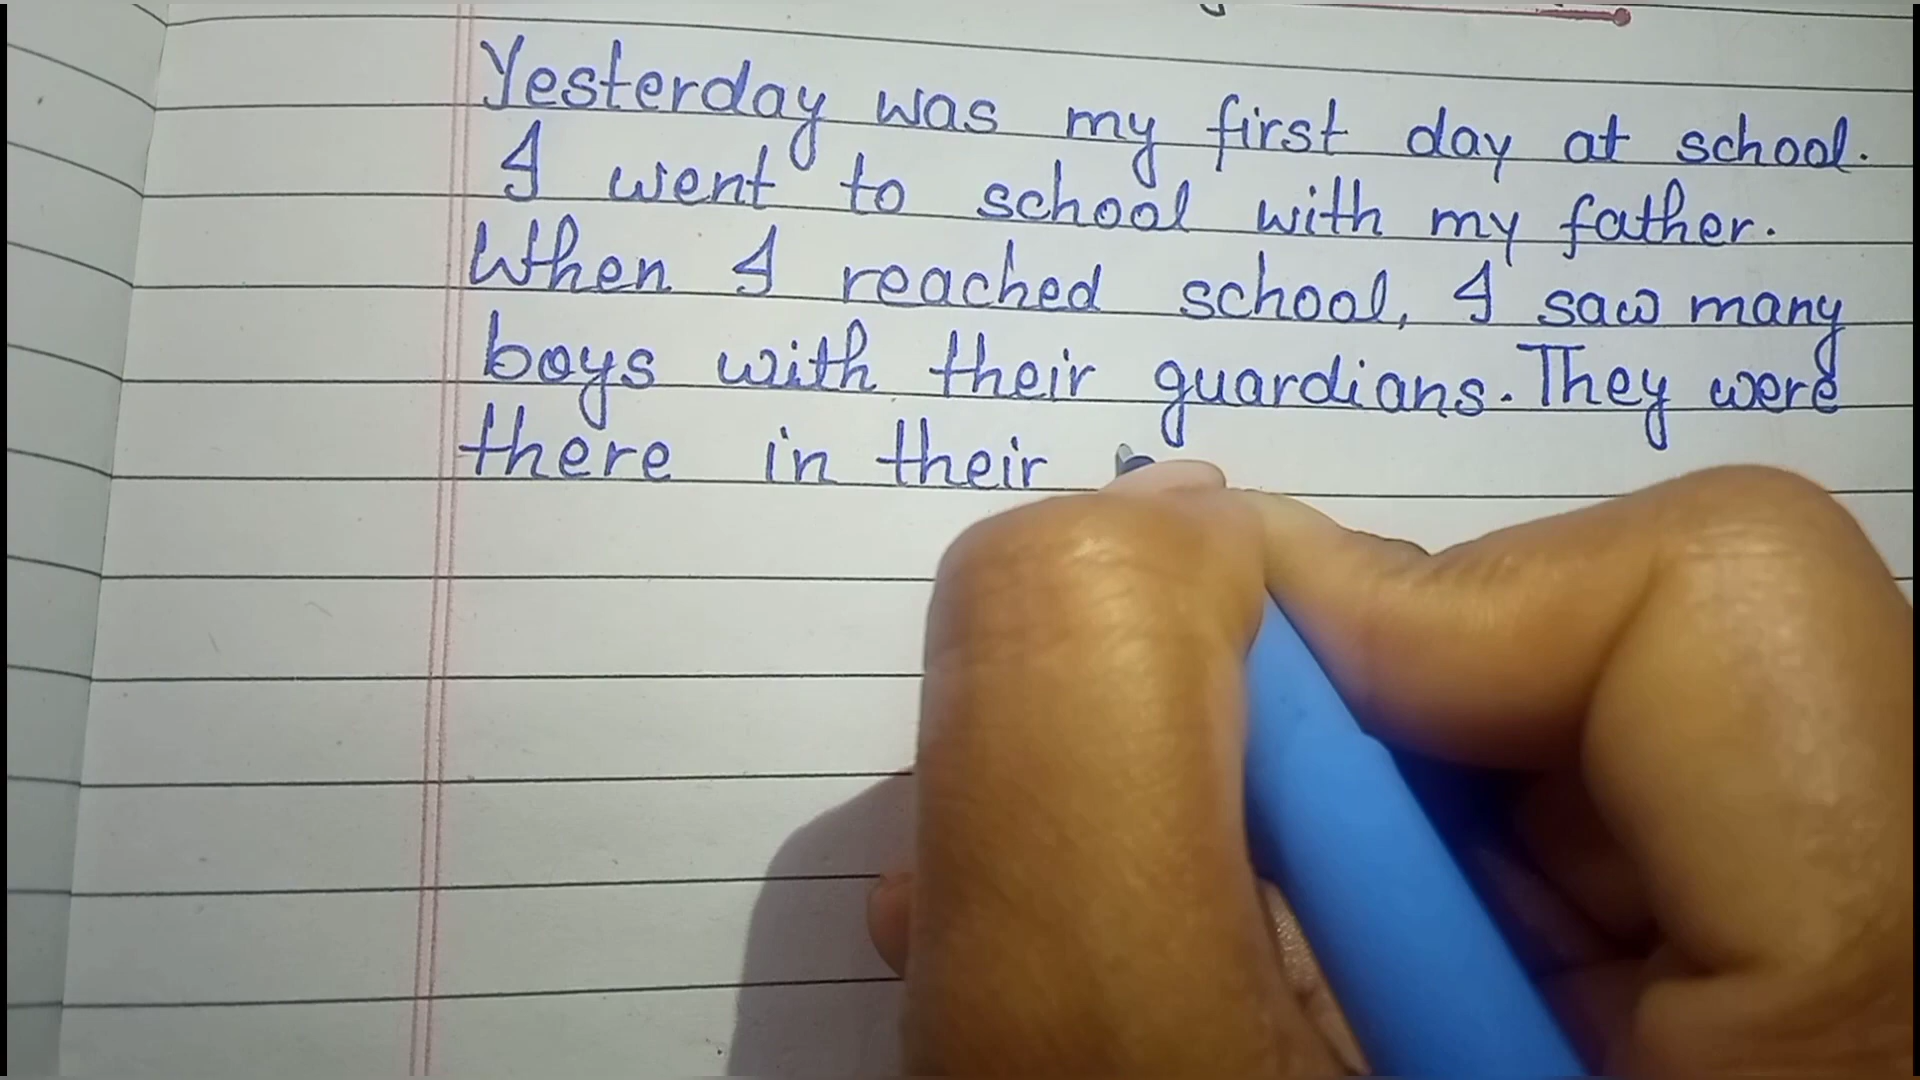 Yesterday was my first day at school.
I went to school with my father.
When I reached school, I saw many
boys with their guardians. They were
there in their